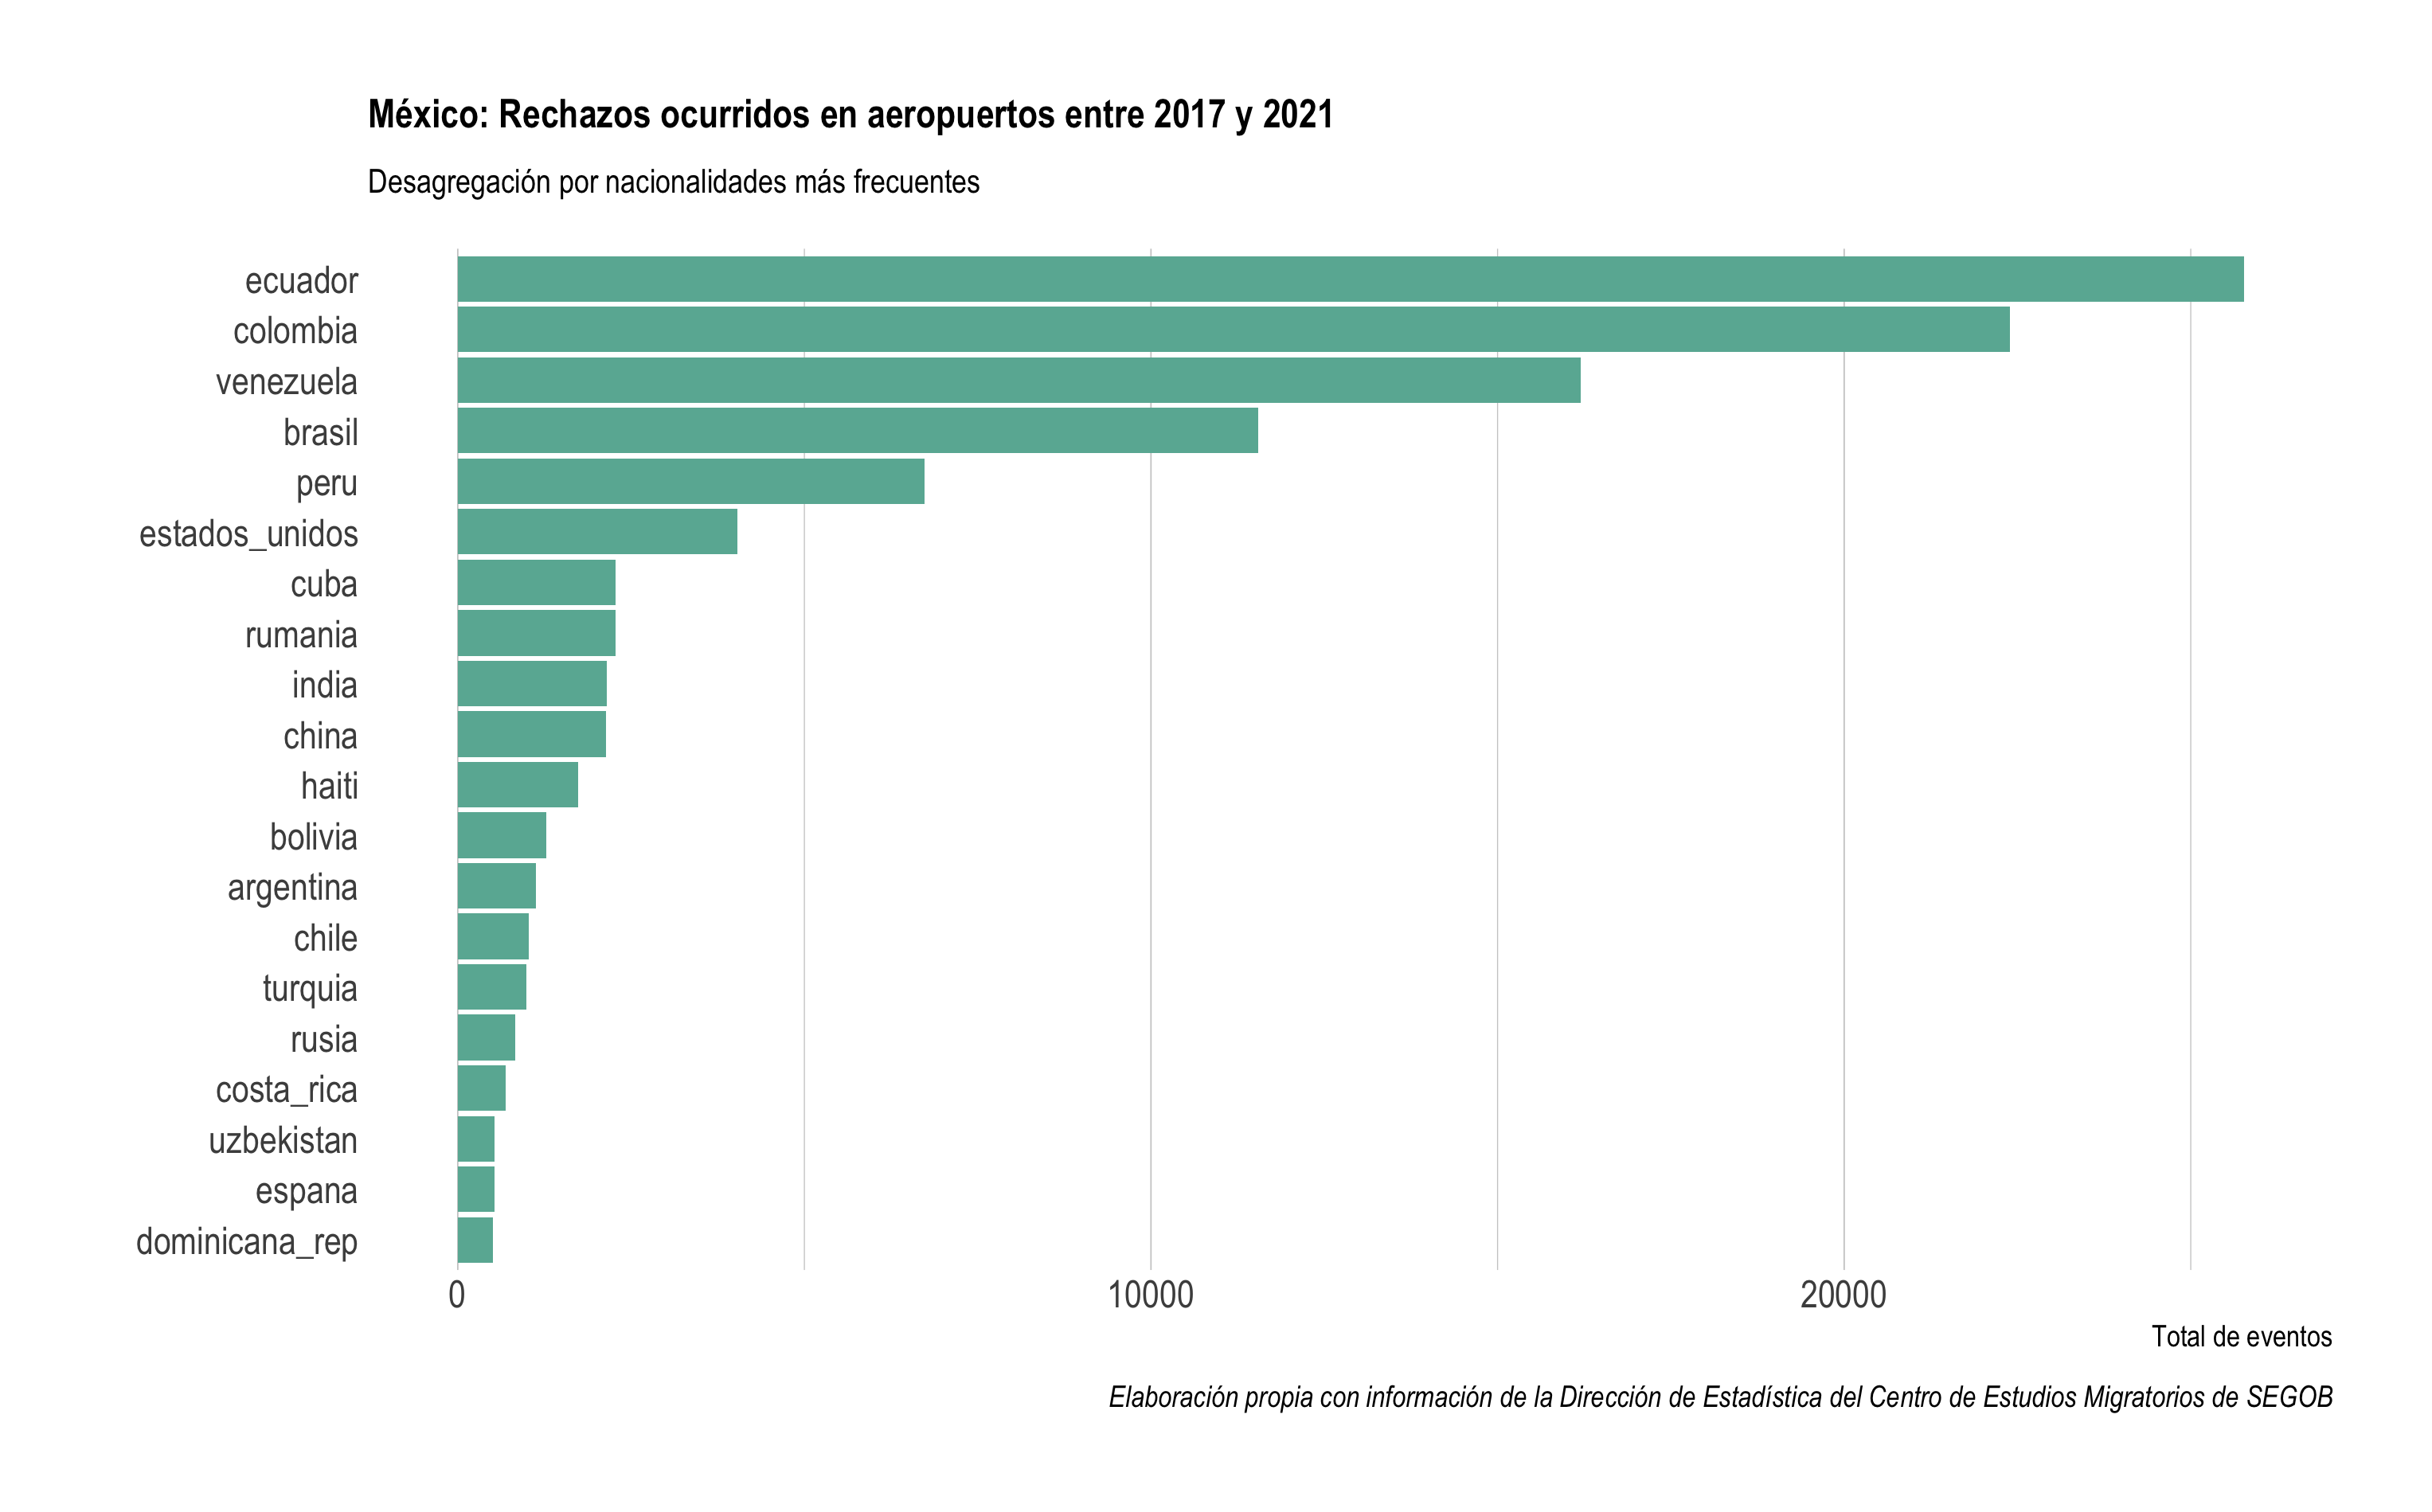 México: Rechazos ocurridos en aeropuertos entre 2017 y 2021
Desagregación por nacionalidades más frecuentes
ecuador
colombia
venezuela
brasil
peru
estados_unidos
cuba
rumania
india
china
haiti
bolivia
argentina
chile
turquia
rusia
costa_rica
uzbekistan
espana
dominicana_rep
0 10000 20000
Total de eventos
Elaboración propia con información de la Dirección de Estadística del Centro de Estudios Migratorios de SEGOB